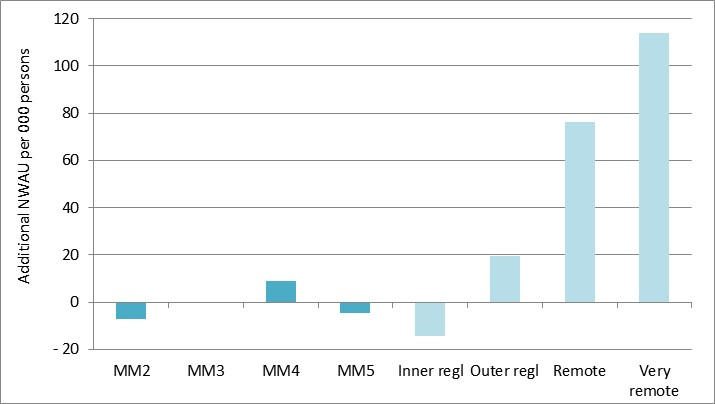 Additional NWAU per 000 persons
120
100
80
60
40
20
0
- 20
MM2 MM3 MM4 MM5 Inner regl Outer regl Remote Very
remote